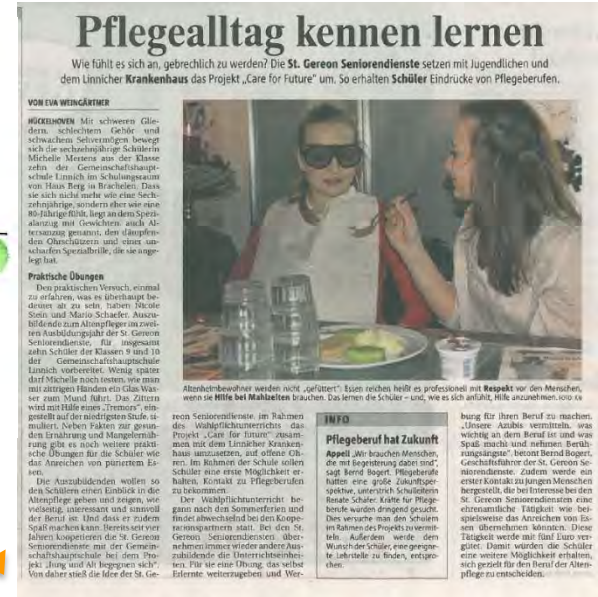 Pflegealltag kennen lernen
Wie fühlt es sich an, gebrechlich zu werden? Die St. Gereon Seniorendienste setzen mit Jugendlichen und
dem Linnicher Krankenhaus das Projekt „Care for Future" um. So erhalten Schüler Eindrücke von Pflegeberufen.
VON EVA WEINGÄRTNER
HÜCKELHOVEN Mit schweren Glie-
dern, schlechtem Gehör und
schwachem Sehvermögen bewegt
sich die sechzehnjährige Schülerin
Michelle Mertens aus der Klasse
zehn der Gemeinschaftshaupt-
schule Linnich im Schulungsraum
von Haus Berg in Brachelen. Dass
sie sich nicht mehr wie eine Sech-
zehnjährige, sondern eher wie eine
80-Jährige fühlt, liegt an dem Spezi-
alanzug mit Gewichten, auch Al-
tersanzug genannt, den dämpfen-
den Ohrschützern und einer un-
scharfen Spezialbrille, die sie ange-
legt hat.
Praktische Übungen
Den praktischen Versuch, einmal
zu erfahren, was es überhaupt be-
deutet alt zu sein, haben Nicole
Stein und Mario Schaefer, Auszu-
bildende zum Altenpfleger im zwei-
ten Ausbildungsjahr der St. Gereon
Seniorendienste, für insgesamt
zehn Schüler der Klassen 9 und 10
der Gemeinschaftshauptschule
Linnich vorbereitet. Wenig später
darf Michelle noch testen, wie man
mit zittrigen Händen ein Glas Was-
ser zum Mund führt. Das Zittern
wird mit Hilfe eines „Tremors", ein-
gestellt auf der niedrigsten Stufe, si-
muliert. Neben Fakten zur gesun-
den Ernährung und Mangelernäh-
rung gibt es noch weitere prakti-
sche Übungen für die Schüler wie
das Anreichen von pürierten Es-
sen.
Die Auszubildenden wollen so
den Schülern einen Einblick in die
Altenpflege geben und zeigen, wie
vielseitig, interessant und sinnvoll
der Beruf ist. Und dass er zudem
Spaß machen kann. Bereits seit vier
Jahren kooperieren die St. Gereon
Seniorendienste mit der Gemein-
schaftshauptschule bei dem Pro-
jekt „Jung und Alt begegnen sich".
Von daher stieß die Idee der St. Ge-
Altenheimbewohner werden nicht „gefüttert": Essen reichen heißt es professionell mit Respekt vor den Menschen,
wenn sie Hilfe bei Mahlzeiten brauchen. Das lernen die Schüler – und, wie es sich anfühlt, Hilfe anzunehmen.
reon Seniorendienste, im Rahmen
des Wahlpflichtunterrichts das
Projekt „Care for future" zusam-
men mit dem Linnicher Kranken-
haus umzusetzen, auf offene Oh-
ren. Im Rahmen der Schule sollen
Schüler eine erste Möglichkeit er-
halten, Kontakt zu Pflegeberufen
zu bekommen.
Der Wahlpflichtunterricht be-
gann nach den Sommerferien und
findet abwechselnd bei den Koope-
rationspartnern statt. Bei den St.
Gereon Seniorendiensten über-
nehmen immer wieder andere Aus-
zubildende die Unterrichtseinhei-
ten. Für sie eine Übung, das selbst
Erlernte weiterzugeben und Wer-
INFO
Pflegeberuf hat Zukunft
Appell „Wir brauchen Menschen,
die mit Begeisterung dabei sind",
sagt Bernd Bogert. Pflegeberufe
hätten eine große Zukunftsper-
spektive, unterstrich Schulleiterin
Renate Schäfer. Kräfte für Pflege-
berufe würden dringend gesucht.
Dies versuche man den Schülern
im Rahmen des Projekts zu vermit-
teln. Außerdem werde dem
Wunsch der Schüler, eine geeigne-
te Lehrstelle zu finden, entspro-
chen.
bung für ihren Beruf zu machen.
„Unsere Azubis vermitteln, was
wichtig an dem Beruf ist und was
Spaß macht und nehmen Berüh-
rungsängste", betont Bernd Bogert,
Geschäftsführer der St. Gereon Se-
niorendienste. Zudem werde ein
erster Kontakt zu jungen Menschen
hergestellt, die bei Interesse bei den
St. Gereon Seniorendiensten eine
ehrenamtliche Tätigkeit wie bei-
spielsweise das Anreichen von Es-
sen übernehmen könnten. Diese
Tätigkeit werde mit fünf Euro ver-
gütet. Damit würden die Schüler
eine weitere Möglichkeit erhalten,
sich gezielt für den Beruf der Alten-
pflege zu entscheiden.